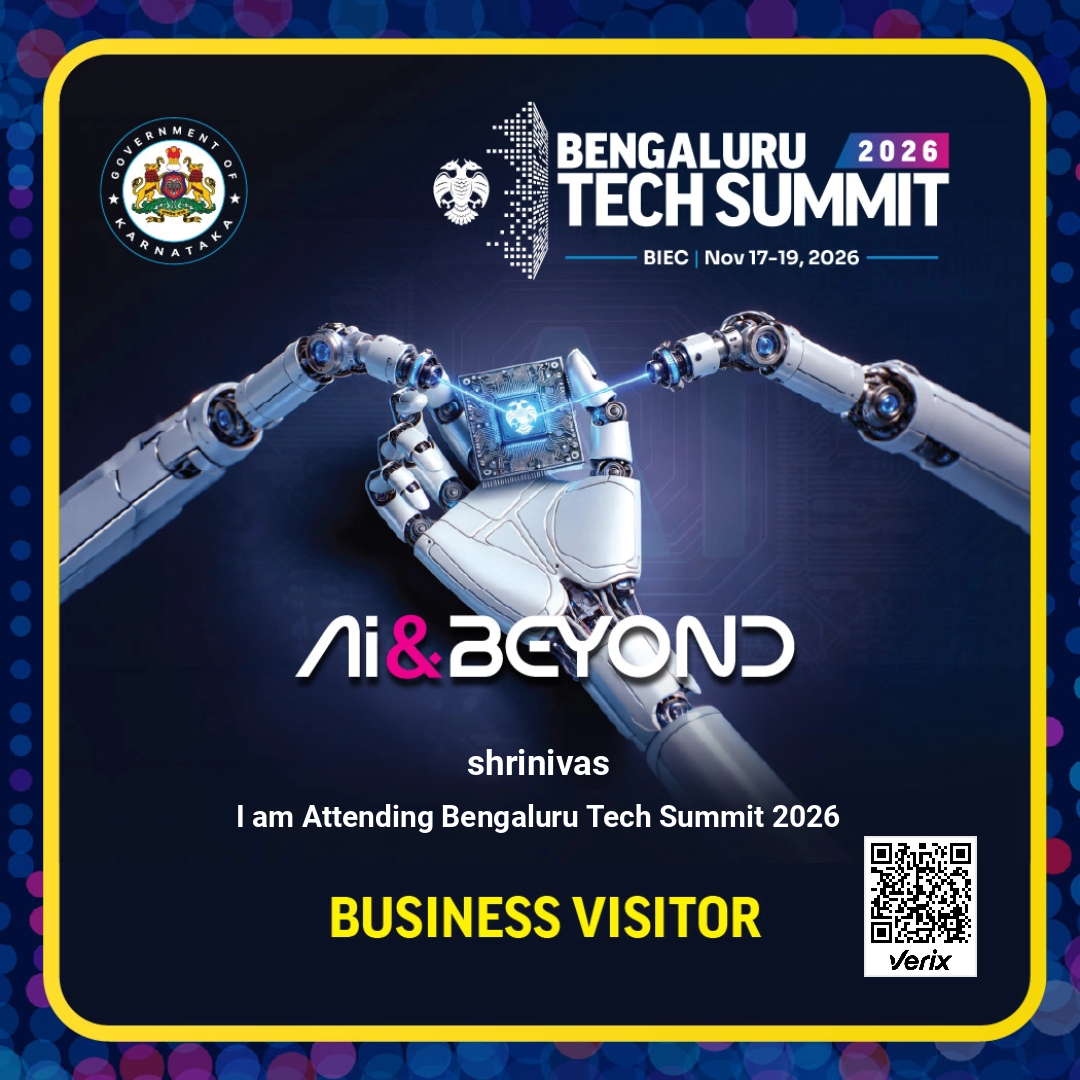 GOVERNMENT OF
KARNATAKA
BENGALURU 2026
TECH SUMMIT
BIEC | Nov 17-19, 2026
Ai&BEYOND
shrinivas
I am Attending Bengaluru Tech Summit 2026
BUSINESS VISITOR
Verix